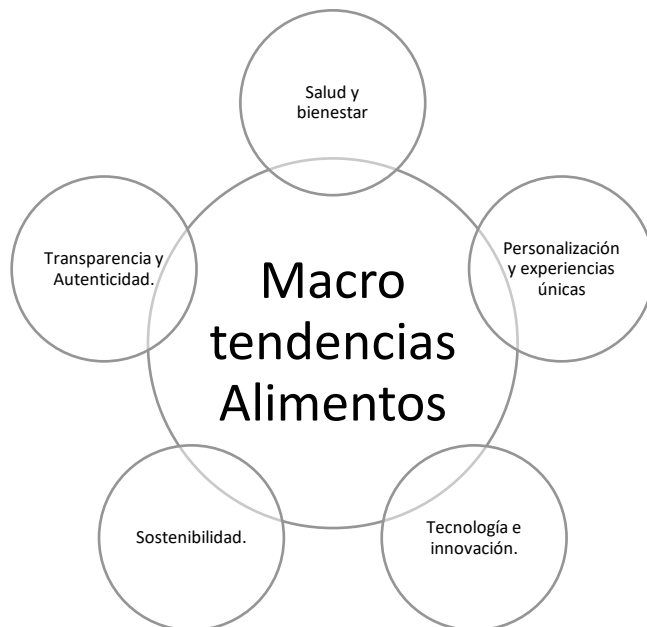 Salud y
bienestar
Transparencia y
Autenticidad.
Personalización
y experiencias
únicas
Macro
tendencias
Alimentos
Sostenibilidad.
Tecnología e
innovación.